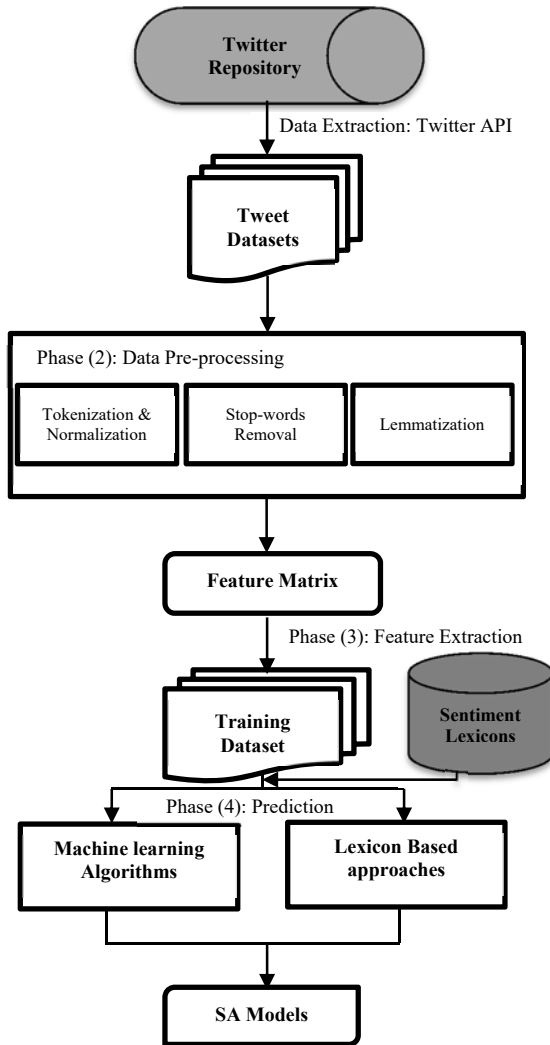 Twitter
Repository
Data Extraction: Twitter API
Tweet
Datasets
Phase (2): Data Pre-processing
Tokenization &
Normalization
Stop-words
Removal
Lemmatization
Feature Matrix
Phase (3): Feature Extraction
Training
Dataset
Sentiment
Lexicons
Phase (4): Prediction
Machine learning
Algorithms
Lexicon Based
approaches
SA Models